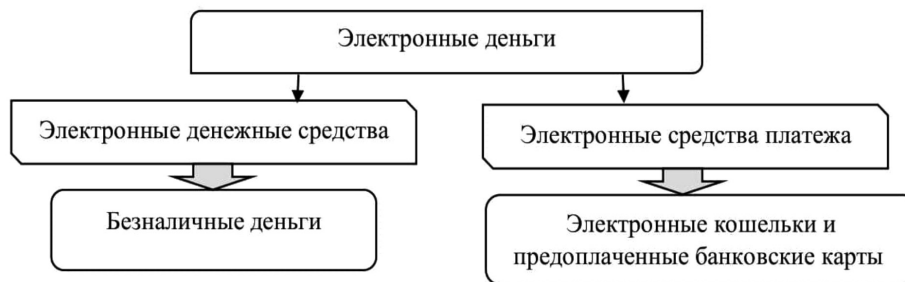 Электронные деньги
Электронные денежные средства
Электронные средства платежа
Безналичные деньги
Электронные кошельки и
предоплаченные банковские карты